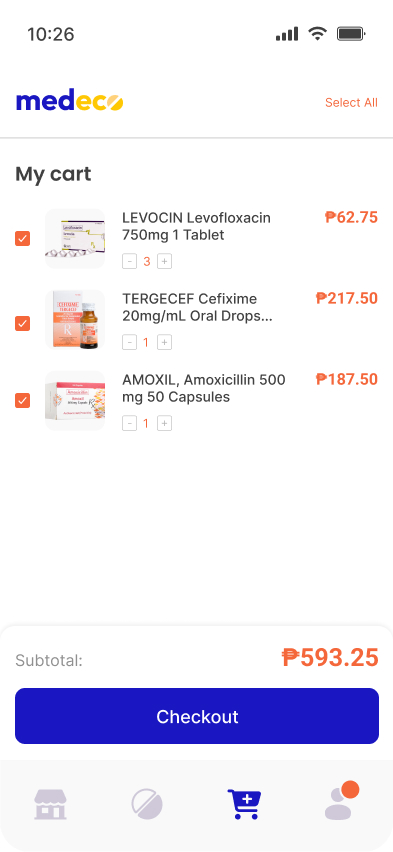 10:26
medeco
Select All
My cart
LEVOCIN Levofloxacin
750mg 1 Tablet
₱62.75
- 3 +
TERGECEF Cefixime
20mg/mL Oral Drops...
₱217.50
- 1 +
AMOXIL, Amoxicillin 500
mg 50 Capsules
₱187.50
- 1 +
Subtotal:
₱593.25
Checkout